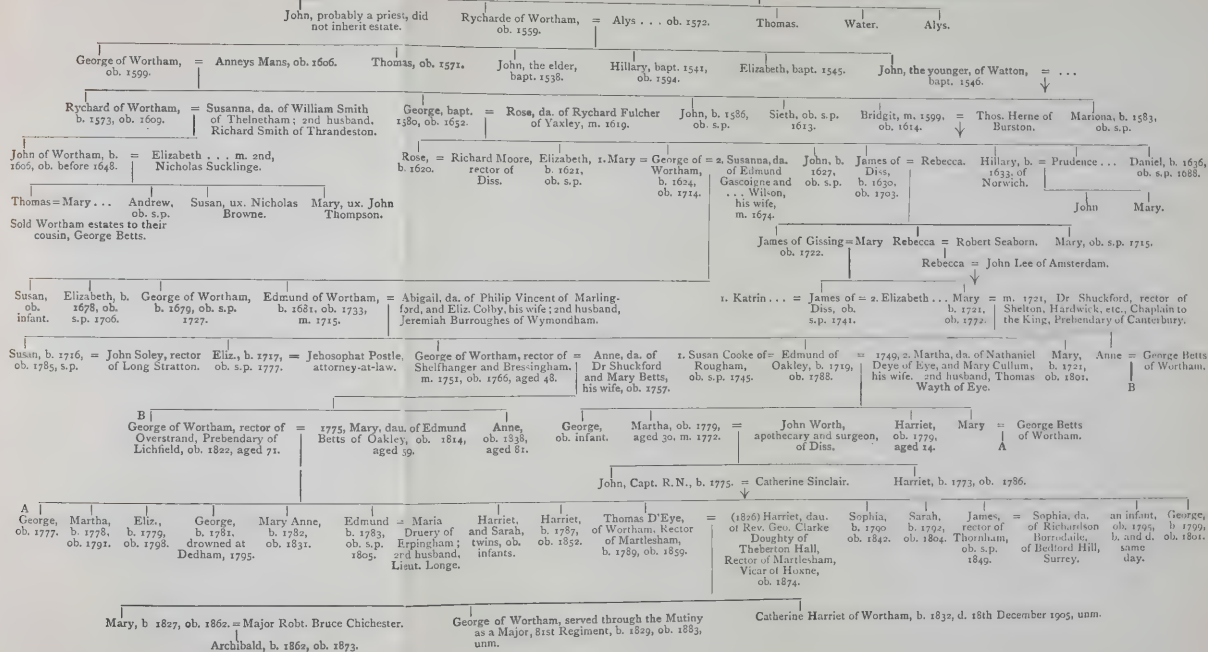 John, probably a priest, did
not inherit estate.
Rycharde of Wortham,
ob. 1559.
= Alys . . . ob. 1572.
Thomas.
Water.
Alys.
George of Wortham,
ob. 1599.
= Anneys Mans, ob. 1606.
Thomas, ob. 1571.
John, the elder,
bapt. 1538.
Hillary, bapt. 1541,
ob. 1594.
Elizabeth, bapt. 1545.
John, the younger, of Watton,
bapt. 1546.
= . . .
Rychard of Wortham,
b. 1573, ob. 1609.
= Susanna, da. of William Smith
of Thelnetham; 2nd husband,
Richard Smith of Thrandeston.
George, bapt.
1580, ob. 1652.
= Rose, da. of Rychard Fulcher
of Yaxley, m. 1619.
John, b. 1586,
ob. s.p.
Sieth, ob. s.p.
1613.
Bridgit, m. 1599,
ob. 1614.
= Thos. Herne of
Burston.
Mariona, b. 1583,
ob. s.p.
John of Wortham, b.
1606, ob. before 1648.
= Elizabeth . . . m. 2nd,
Nicholas Sucklinge.
Rose,
b. 1620.
= Richard Moore,
rector of
Diss.
Elizabeth,
b. 1621,
ob. s.p.
1. Mary = George of
Wortham,
b. 1624,
ob. 1714.
= 2. Susanna, da.
of Edmund
Gascoigne and
. . . Wilson,
his wife,
m. 1674.
John, b.
1627,
ob. s.p.
James of
Diss,
b. 1630,
ob. 1703.
= Rebecca.
Hillary, b.
1633, of
Norwich.
= Prudence . . .
Daniel, b. 1636,
ob. s.p. 1688.
Thomas = Mary . . .
Sold Wortham estates to their
cousin, George Betts.
Andrew,
ob. s.p.
Susan, ux. Nicholas
Browne.
Mary, ux. John
Thompson.
John
Mary.
James of Gissing = Mary
ob. 1722.
Rebecca = Robert Seaborn.
Mary, ob. s.p. 1715.
Rebecca = John Lee of Amsterdam.
Susan,
ob.
infant.
Elizabeth, b.
1678, ob.
s.p. 1706.
George of Wortham,
b. 1679, ob. s.p.
1727.
Edmund of Wortham,
b. 1681, ob. 1733,
m. 1715.
= Abigail, da. of Philip Vincent of Marling-
ford, and Eliz. Colby, his wife; 2nd husband,
Jeremiah Burroughes of Wymondham.
1. Katrin . . . = James of
Diss, ob.
s.p. 1741.
= 2. Elizabeth . . .
Mary
b. 1721,
ob. 1772.
= m. 1721, Dr Shuckford, rector of
Shelton, Hardwick, etc., Chaplain to
the King, Prebendary of Canterbury.
Susan, b. 1716,
ob. 1785, s.p.
= John Soley, rector
of Long Stratton.
Eliz., b. 1717,
ob. s.p. 1777.
= Jehosophat Postle,
attorney-at-law.
George of Wortham, rector of
Shelfhanger and Bressingham.
m. 1751, ob. 1766, aged 48.
= Anne, da. of
Dr Shuckford
and Mary Betts,
his wife, ob. 1757.
1. Susan Cooke of
Rougham,
ob. s.p. 1745.
= Edmund of
Oakley, b. 1719,
ob. 1788.
= 1749, 2. Martha, da. of Nathaniel
Deye of Eye, and Mary Cullum,
his wife. 2nd husband, Thomas
Wayth of Eye.
Mary,
b. 1721,
ob. 1801.
Anne = George Betts
of Wortham.
B
B
George of Wortham, rector of
Overstrand, Prebendary of
Lichfield, ob. 1822, aged 71.
= 1775, Mary, dau. of Edmund
Betts of Oakley, ob. 1814,
aged 59.
Anne,
ob. 1838,
aged 81.
George,
ob. infant.
Martha, ob. 1779,
aged 30, m. 1772.
= John Worth,
apothecary and surgeon,
of Diss.
Harriet,
ob. 1779,
aged 14.
Mary = George Betts
of Wortham.
A
John, Capt. R.N., b. 1775. = Catherine Sinclair.
Harriet, b. 1773, ob. 1786.
A
George,
ob. 1777.
Martha,
b. 1778,
ob. 1791.
Eliz.,
b. 1779,
ob. 1798.
George,
b. 1781.
drowned at
Dedham, 1795.
Mary Anne,
b. 1782,
ob. 1831.
Edmund
b. 1783,
ob. s.p.
1805.
= Maria
Druery of
Erpingham;
2nd husband,
Lieut. Longe.
Harriet
and Sarah,
twins, ob.
infants.
Harriet,
b. 1787,
ob. 1852.
Thomas D'Eye,
of Wortham. Rector
of Martlesham,
b. 1789, ob. 1859.
= (1826) Harriet, dau.
of Rev. Geo. Clarke
Doughty of
Theberton Hall,
Rector of Martlesham,
Vicar of Hoxne,
ob. 1874.
Sophia,
b. 1790
ob. 1842.
Sarah,
b. 1792,
ob. 1804.
James,
rector of
Thornham,
ob. s.p.
1849.
= Sophia, da.
of Richardson
Borrodaile,
of Bedford Hill,
Surrey.
an infant,
ob. 1795,
b. and d.
same
day.
George,
b. 1799,
ob. 1801.
Mary, b 1827, ob. 1862. = Major Robt. Bruce Chichester.
Archibald, b. 1862, ob. 1873.
George of Wortham, served through the Mutiny
as a Major, 81st Regiment, b. 1829, ob. 1883,
unm.
Catherine Harriet of Wortham, b. 1832, d. 18th December 1905, unm.